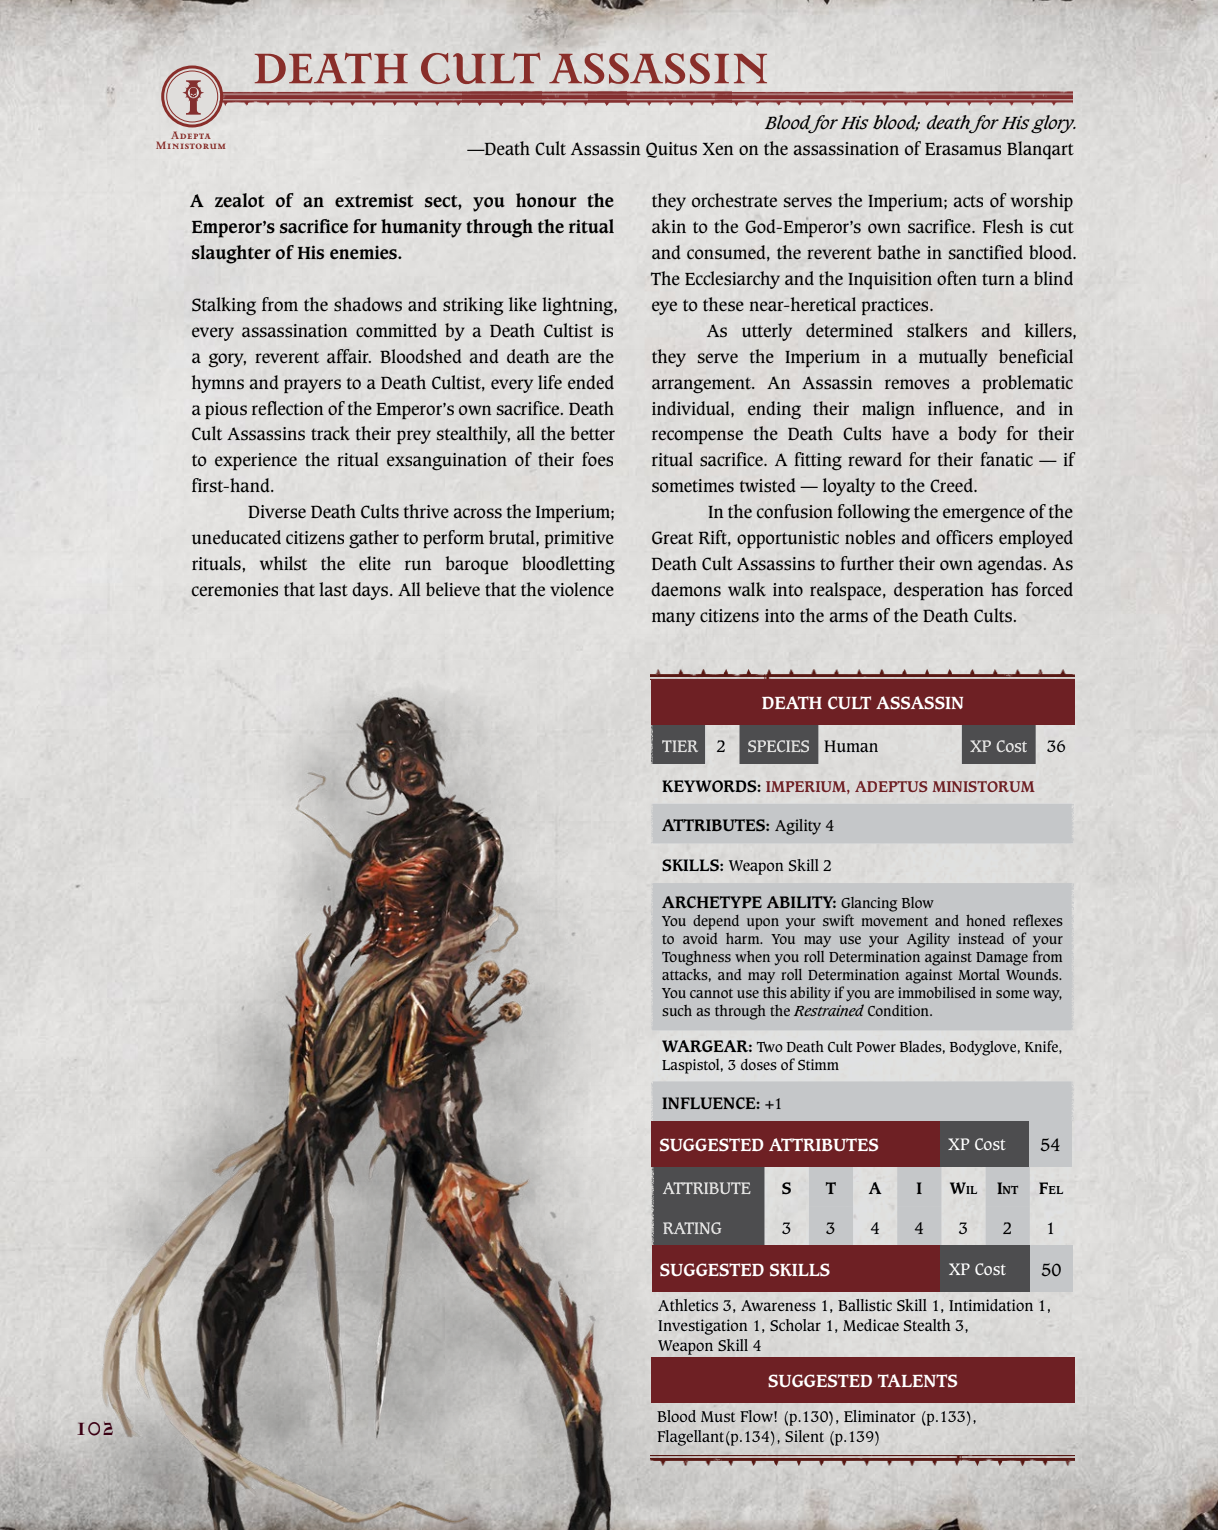 DEATH CULT ASSASSIN
ADEPTA
MINISTORUM
Blood for His blood; death for His glory.
—Death Cult Assassin Quitus Xen on the assassination of Erasamus Blanqart
A zealot of an extremist sect, you honour the
Emperor's sacrifice for humanity through the ritual
slaughter of His enemies.
Stalking from the shadows and striking like lightning,
every assassination committed by a Death Cultist is
a gory, reverent affair. Bloodshed and death are the
hymns and prayers to a Death Cultist, every life ended
a pious reflection of the Emperor's own sacrifice. Death
Cult Assassins track their prey stealthily, all the better
to experience the ritual exsanguination of their foes
first-hand.
Diverse Death Cults thrive across the Imperium;
uneducated citizens gather to perform brutal, primitive
rituals, whilst the elite run baroque bloodletting
ceremonies that last days. All believe that the violence
they orchestrate serves the Imperium; acts of worship
akin to the God-Emperor's own sacrifice. Flesh is cut
and consumed, the reverent bathe in sanctified blood.
The Ecclesiarchy and the Inquisition often turn a blind
eye to these near-heretical practices.
As utterly determined stalkers and killers,
they serve the Imperium in a mutually beneficial
arrangement. An Assassin removes a problematic
individual, ending their malign influence, and in
recompense the Death Cults have a body for their
ritual sacrifice. A fitting reward for their fanatic — if
sometimes twisted — loyalty to the Creed.
In the confusion following the emergence of the
Great Rift, opportunistic nobles and officers employed
Death Cult Assassins to further their own agendas. As
daemons walk into realspace, desperation has forced
many citizens into the arms of the Death Cults.
DEATH CULT ASSASSIN
TIER 2 SPECIES Human XP Cost 36
KEYWORDS: IMPERIUM, ADEPTUS MINISTORUM
ATTRIBUTES: Agility 4
SKILLS: Weapon Skill 2
ARCHETYPE ABILITY: Glancing Blow
You depend upon your swift movement and honed reflexes
to avoid harm. You may use your Agility instead of your
Toughness when you roll Determination against Damage from
attacks, and may roll Determination against Mortal Wounds.
You cannot use this ability if you are immobilised in some way,
such as through the Restrained Condition.
WARGEAR: Two Death Cult Power Blades, Bodyglove, Knife,
Laspistol, 3 doses of Stimm
INFLUENCE: +1
SUGGESTED ATTRIBUTES XP Cost 54
ATTRIBUTE S T A I WIL INT FEL
RATING 3 3 4 4 3 2 1
SUGGESTED SKILLS XP Cost 50
Athletics 3, Awareness 1, Ballistic Skill 1, Intimidation 1,
Investigation 1, Scholar 1, Medicae Stealth 3,
Weapon Skill 4
SUGGESTED TALENTS
Blood Must Flow! (p.130), Eliminator (p.133),
Flagellant(p.134), Silent (p.139)
102